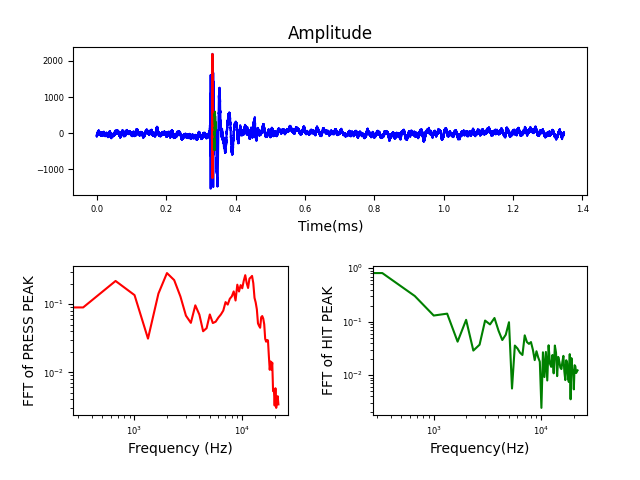 Amplitude
2000
1000
0
−1000
0.0 0.2 0.4 0.6 0.8 1.0 1.2 1.4
Time(ms)
FFT of PRESS PEAK
10⁻¹
10⁻²
10³ 10⁴
Frequency (Hz)
FFT of HIT PEAK
10⁰
10⁻¹
10⁻²
10³ 10⁴
Frequency(Hz)